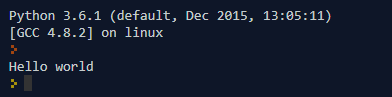 Python 3.6.1 (default, Dec 2015, 13:05:11)
[GCC 4.8.2] on linux
>
Hello world
>